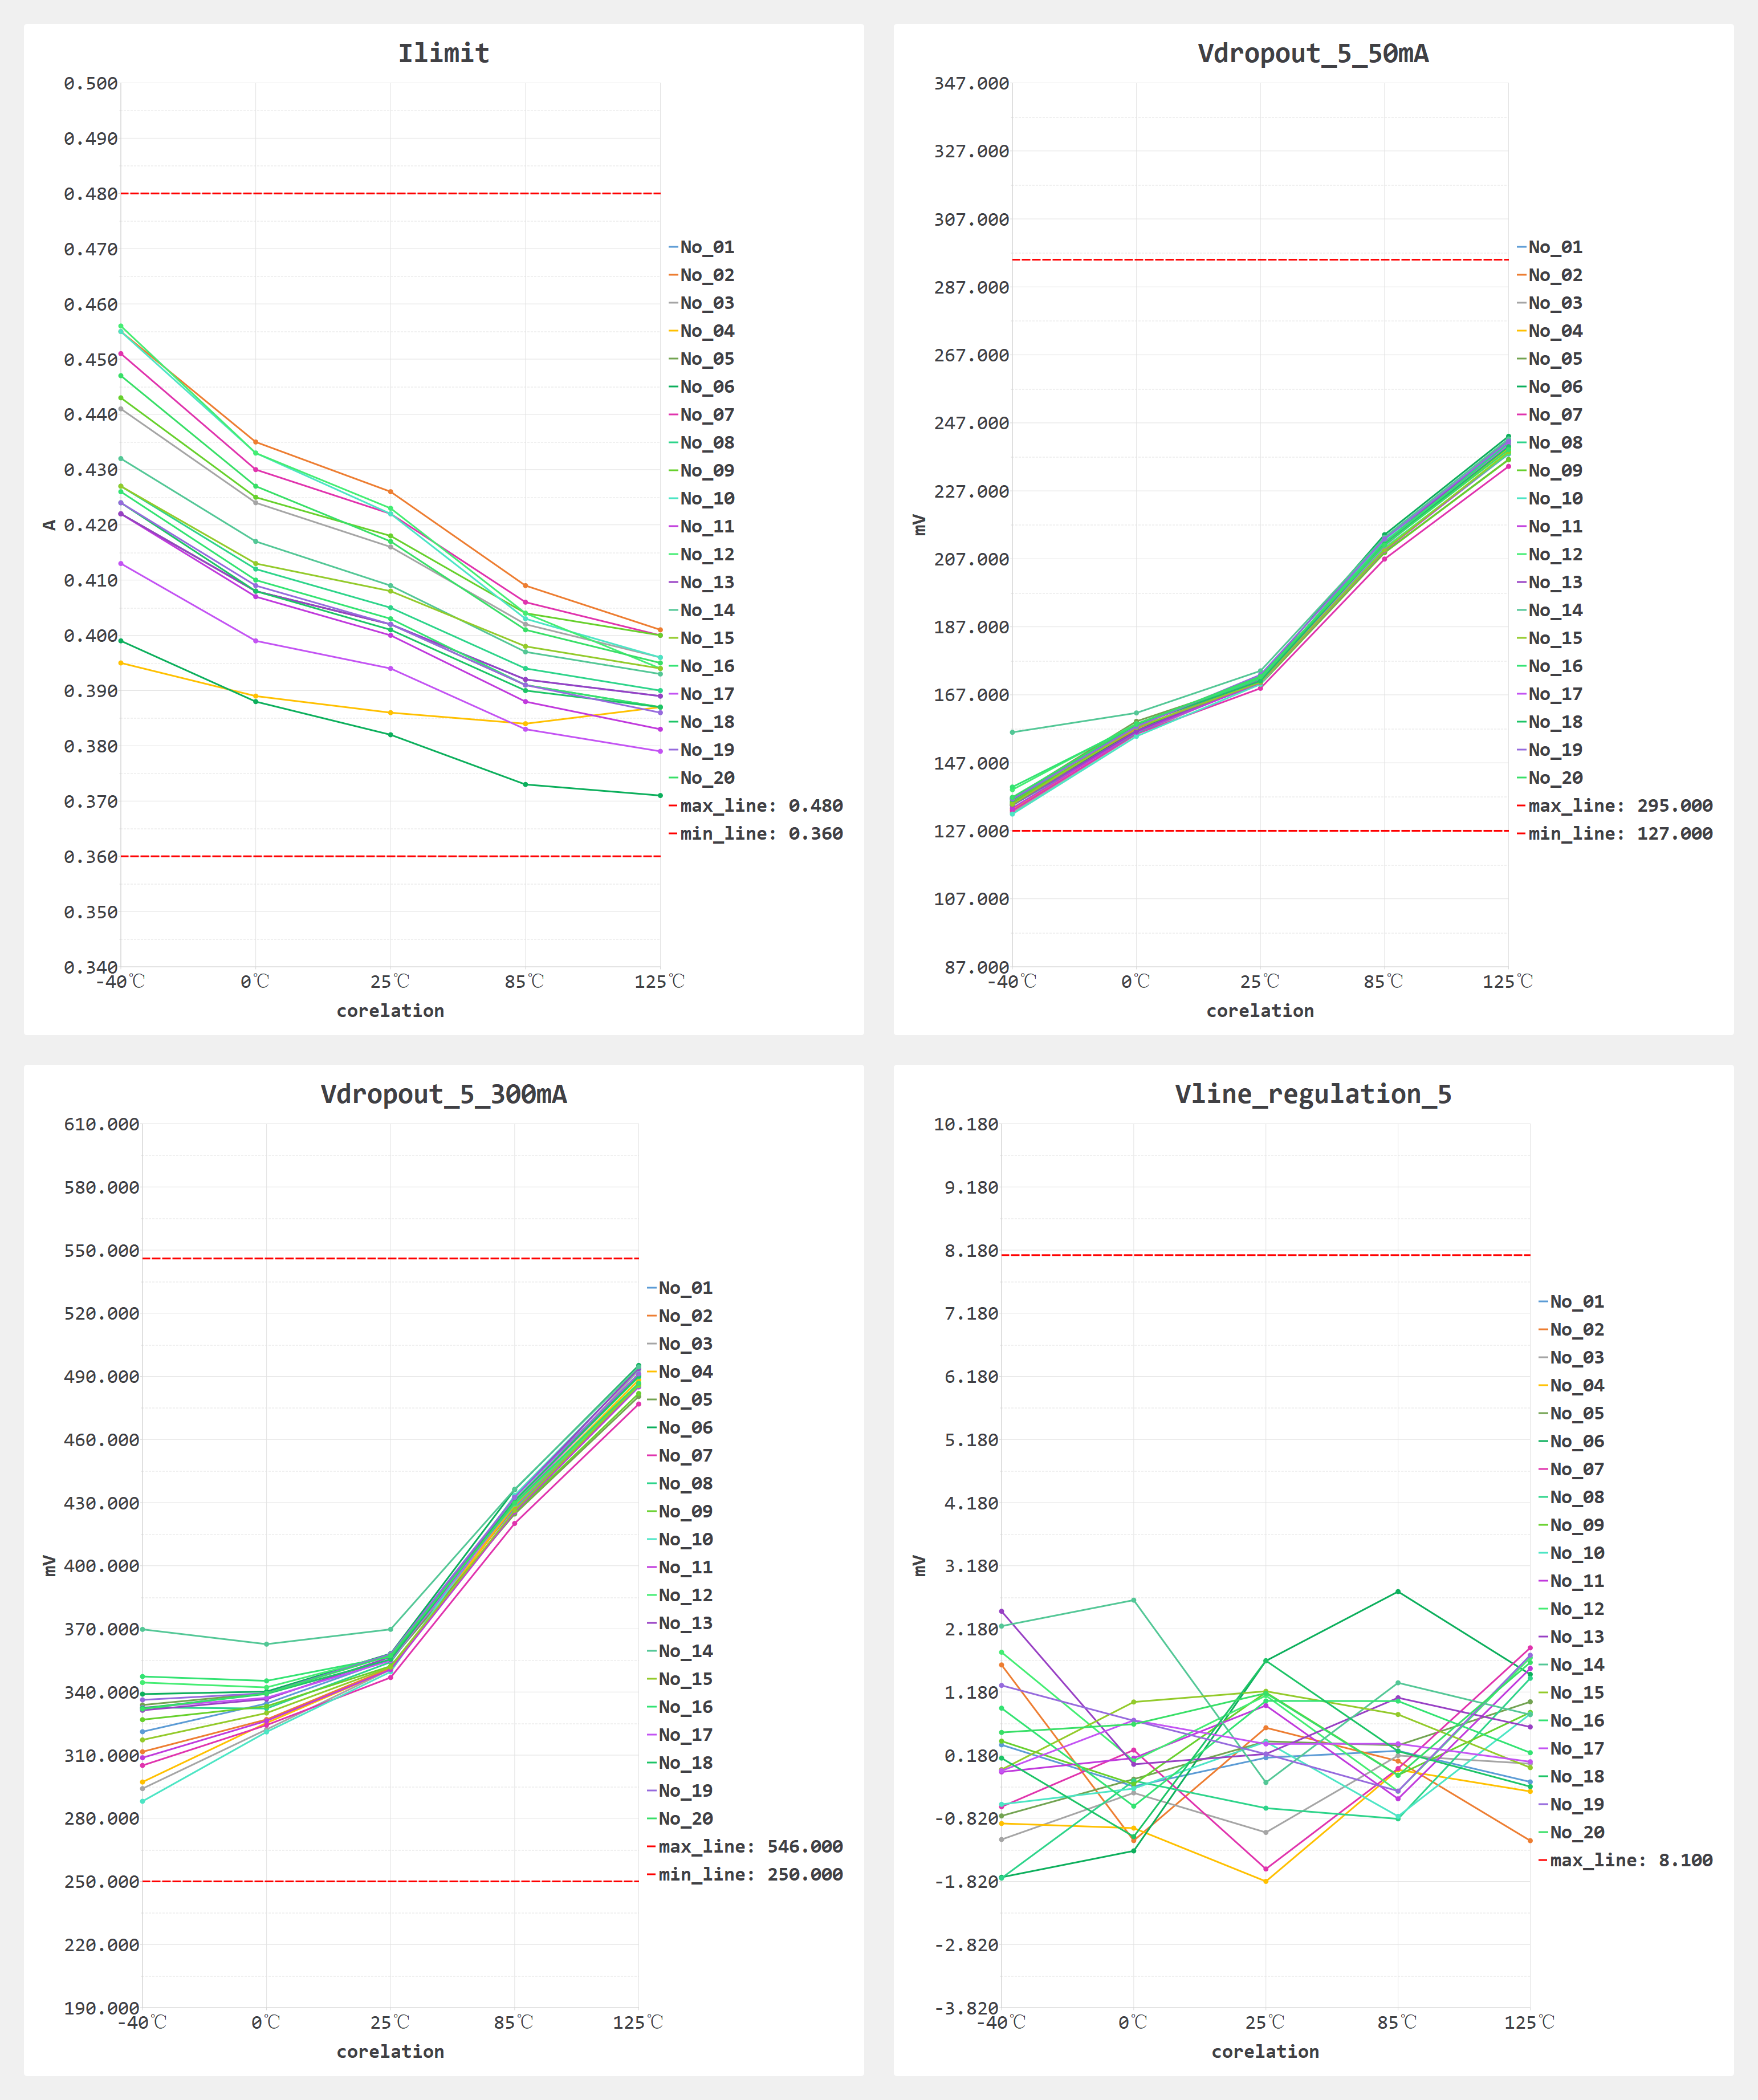 Ilimit
0.500
0.490
0.480
0.470
0.460
0.450
0.440
0.430
0.420
0.410
0.400
0.390
0.380
0.370
0.360
0.350
0.340
A
-40℃ 0℃ 25℃ 85℃ 125℃
corelation
No_01
No_02
No_03
No_04
No_05
No_06
No_07
No_08
No_09
No_10
No_11
No_12
No_13
No_14
No_15
No_16
No_17
No_18
No_19
No_20
max_line: 0.480
min_line: 0.360
Vdropout_5_50mA
347.000
327.000
307.000
287.000
267.000
247.000
227.000
207.000
187.000
167.000
147.000
127.000
107.000
87.000
mV
-40℃ 0℃ 25℃ 85℃ 125℃
corelation
No_01
No_02
No_03
No_04
No_05
No_06
No_07
No_08
No_09
No_10
No_11
No_12
No_13
No_14
No_15
No_16
No_17
No_18
No_19
No_20
max_line: 295.000
min_line: 127.000
Vdropout_5_300mA
610.000
580.000
550.000
520.000
490.000
460.000
430.000
400.000
370.000
340.000
310.000
280.000
250.000
220.000
190.000
mV
-40℃ 0℃ 25℃ 85℃ 125℃
corelation
No_01
No_02
No_03
No_04
No_05
No_06
No_07
No_08
No_09
No_10
No_11
No_12
No_13
No_14
No_15
No_16
No_17
No_18
No_19
No_20
max_line: 546.000
min_line: 250.000
Vline_regulation_5
10.180
9.180
8.180
7.180
6.180
5.180
4.180
3.180
2.180
1.180
0.180
-0.820
-1.820
-2.820
-3.820
mV
-40℃ 0℃ 25℃ 85℃ 125℃
corelation
No_01
No_02
No_03
No_04
No_05
No_06
No_07
No_08
No_09
No_10
No_11
No_12
No_13
No_14
No_15
No_16
No_17
No_18
No_19
No_20
max_line: 8.100